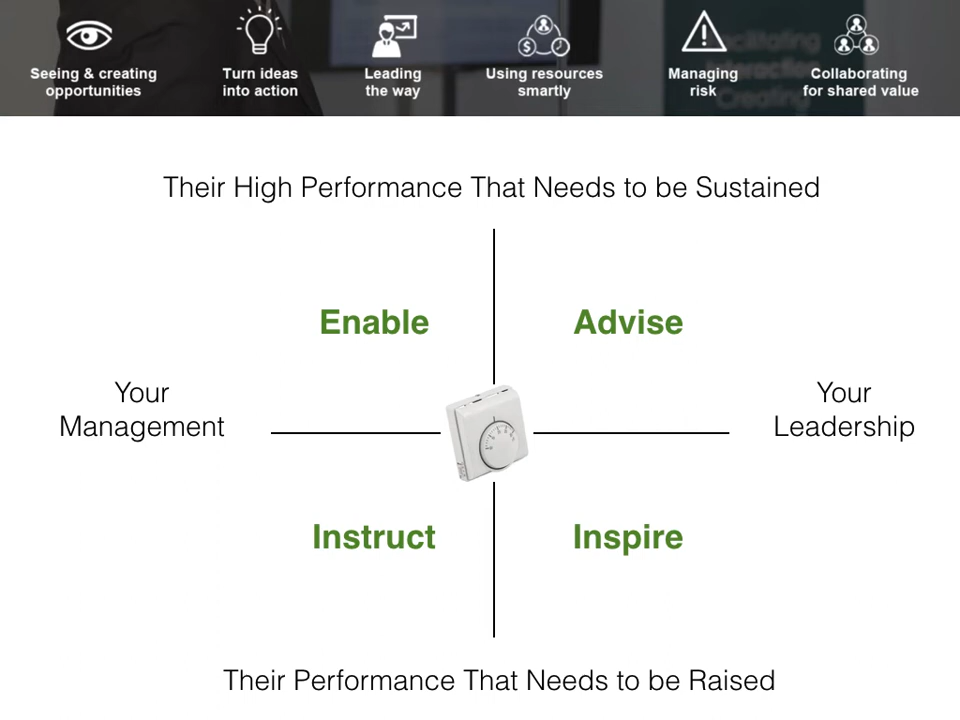 Seeing & creating
opportunities
Turn ideas
into action
Leading
the way
Using resources
smartly
Managing
risk
Collaborating
for shared value
Their High Performance That Needs to be Sustained
Enable
Advise
Your
Management
Your
Leadership
Instruct
Inspire
Their Performance That Needs to be Raised